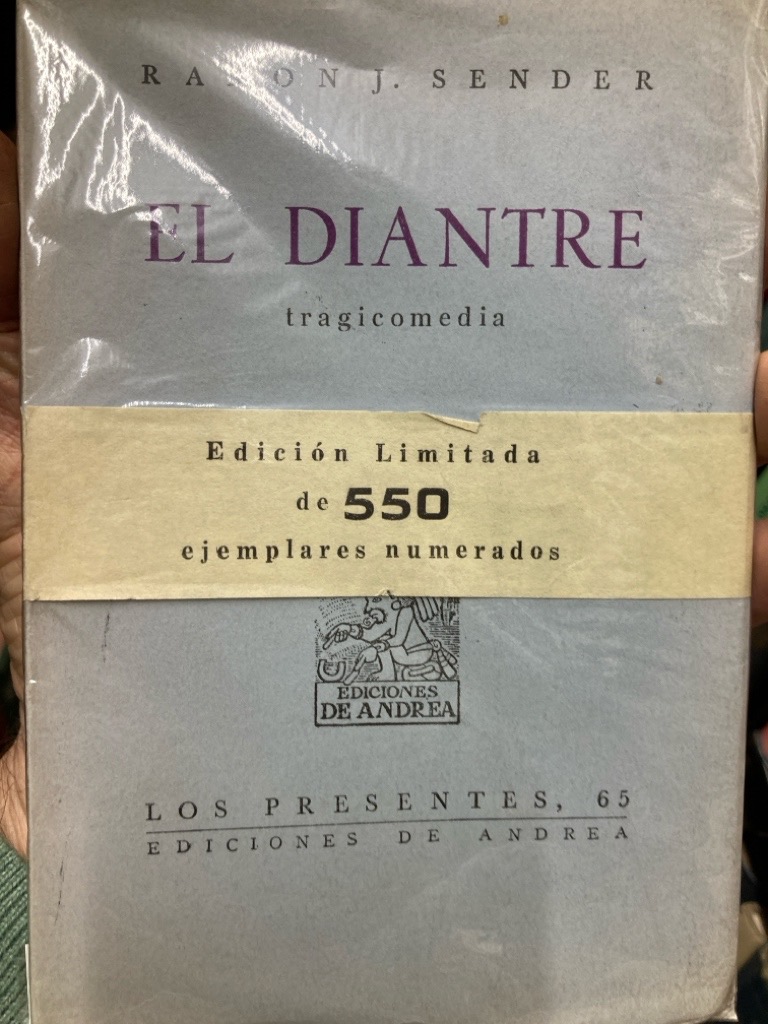 RAMON J. SENDER
EL DIANTRE
tragicomedia
Edición Limitada
de 550
ejemplares numerados
EDICIONES
DE ANDREA
LOS PRESENTES, 65
EDICIONES DE ANDREA